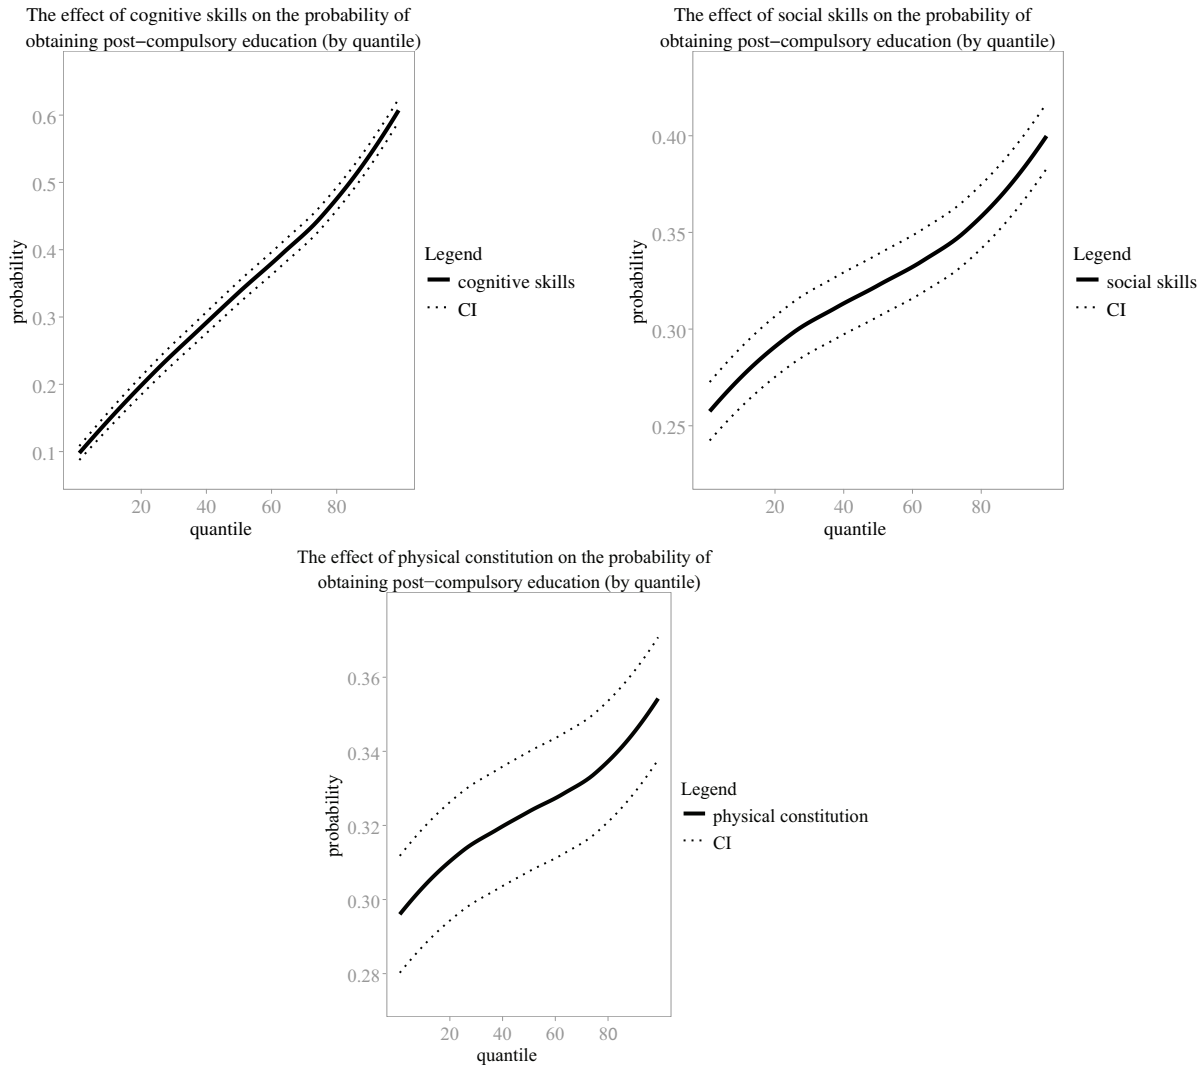 The effect of cognitive skills on the probability of
obtaining post−compulsory education (by quantile)
0.6
0.5
0.4
0.3
0.2
0.1
probability
20 40 60 80
quantile
Legend
cognitive skills
CI
The effect of social skills on the probability of
obtaining post−compulsory education (by quantile)
0.40
0.35
0.30
0.25
probability
20 40 60 80
quantile
Legend
social skills
CI
The effect of physical constitution on the probability of
obtaining post−compulsory education (by quantile)
0.36
0.34
0.32
0.30
0.28
probability
20 40 60 80
quantile
Legend
physical constitution
CI